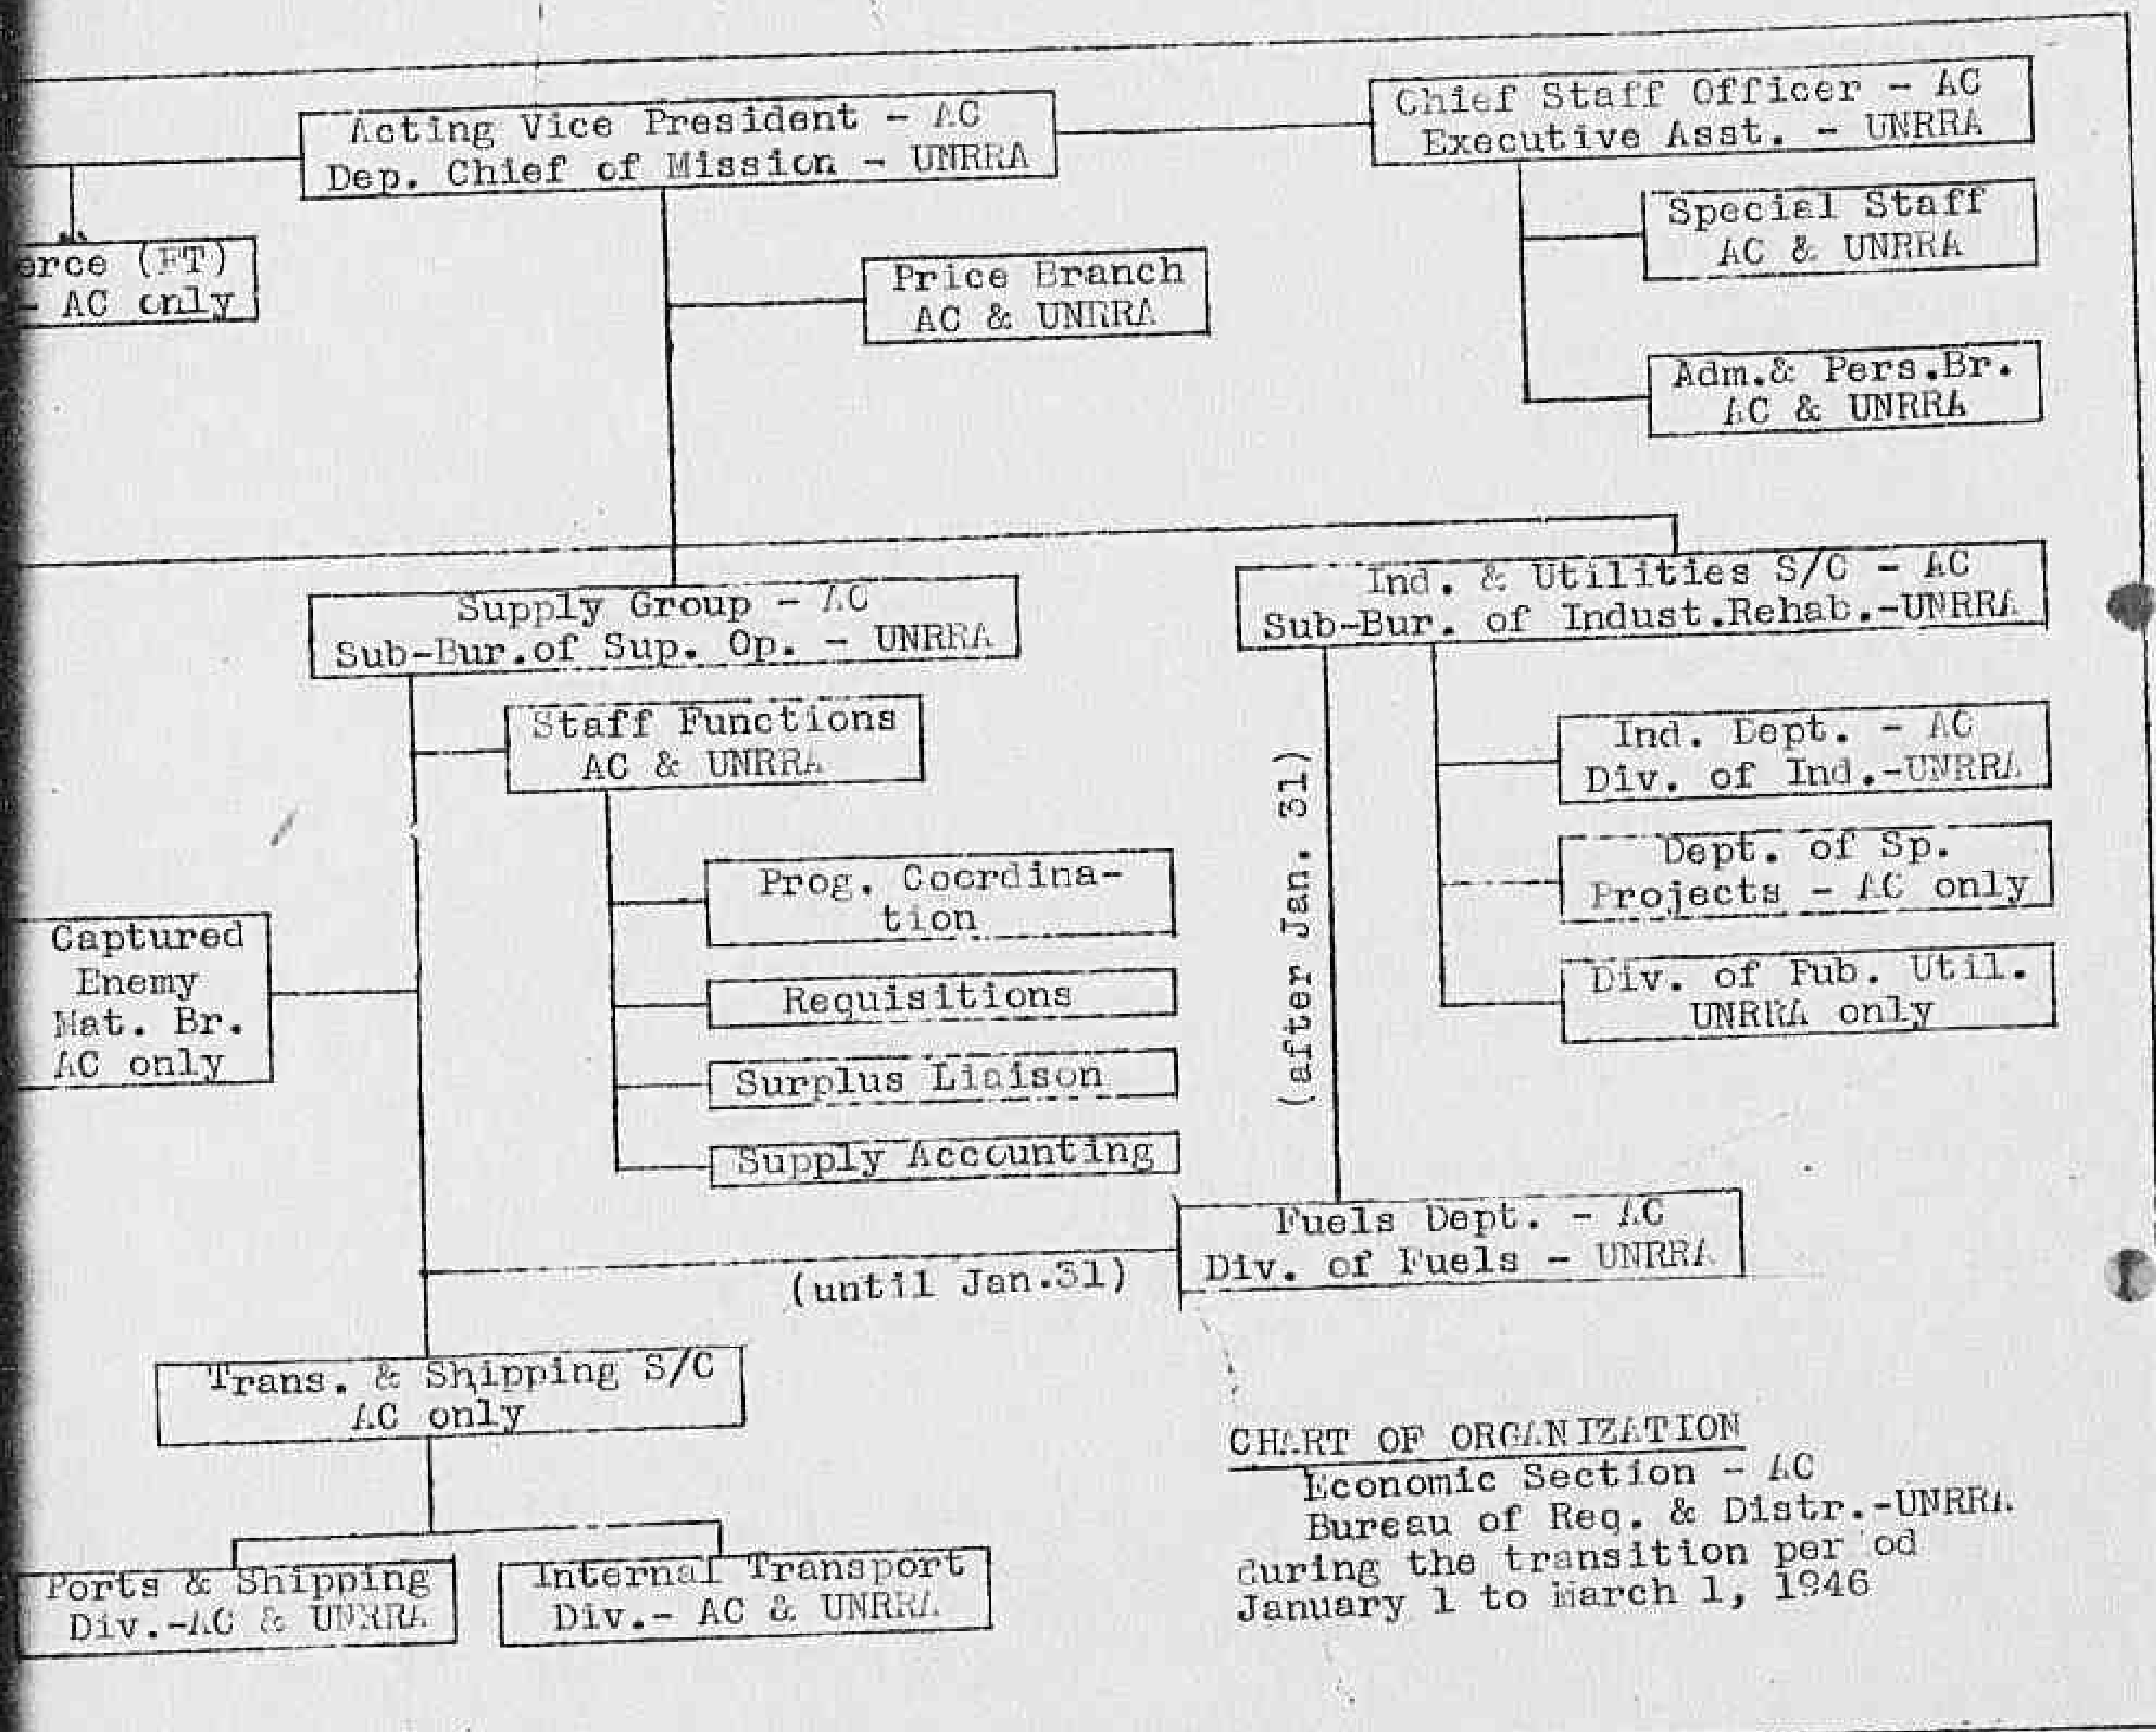 Acting Vice President - AC
Dep. Chief of Mission - UNRRA
Chief Staff Officer - AC
Executive Asst. - UNRRA
Special Staff
AC & UNRRA
erce (FT)
- AC only
Price Branch
AC & UNRRA
Adm.& Pers.Br.
AC & UNRRA
Supply Group - AC
Sub-Bur.of Sup. Op. - UNRRA
Ind. & Utilities S/C - AC
Sub-Bur. of Indust.Rehab.-UNRRA
Staff Functions
AC & UNRRA
Ind. Dept. - AC
Div. of Ind.-UNRRA
(after Jan. 31)
Dept. of Sp.
Projects - AC only
Prog. Coordina-
tion
Captured
Enemy
Mat. Br.
AC only
Div. of Pub. Util.
UNRRA only
Requisitions
Surplus Liaison
Supply Accounting
Fuels Dept. - AC
Div. of Fuels - UNRRA
(until Jan.31)
Trans. & Shipping S/C
AC only
Ports & Shipping
Div.-AC & UNRRA
Internal Transport
Div.- AC & UNRRA
CHART OF ORGANIZATION
Economic Section - AC
Bureau of Req. & Distr.-UNRRA
during the transition per od
January 1 to March 1, 1946